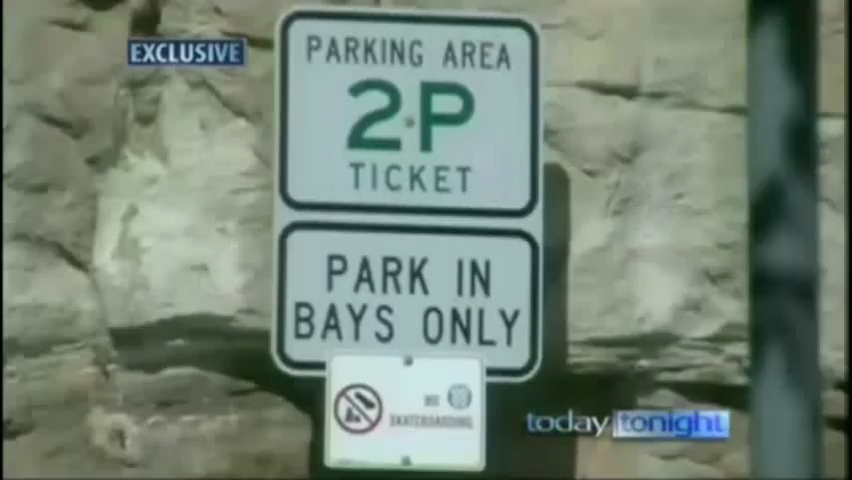 EXCLUSIVE
PARKING AREA
2P
TICKET
PARK IN
BAYS ONLY
NO
SKATEBOARDING
today tonight